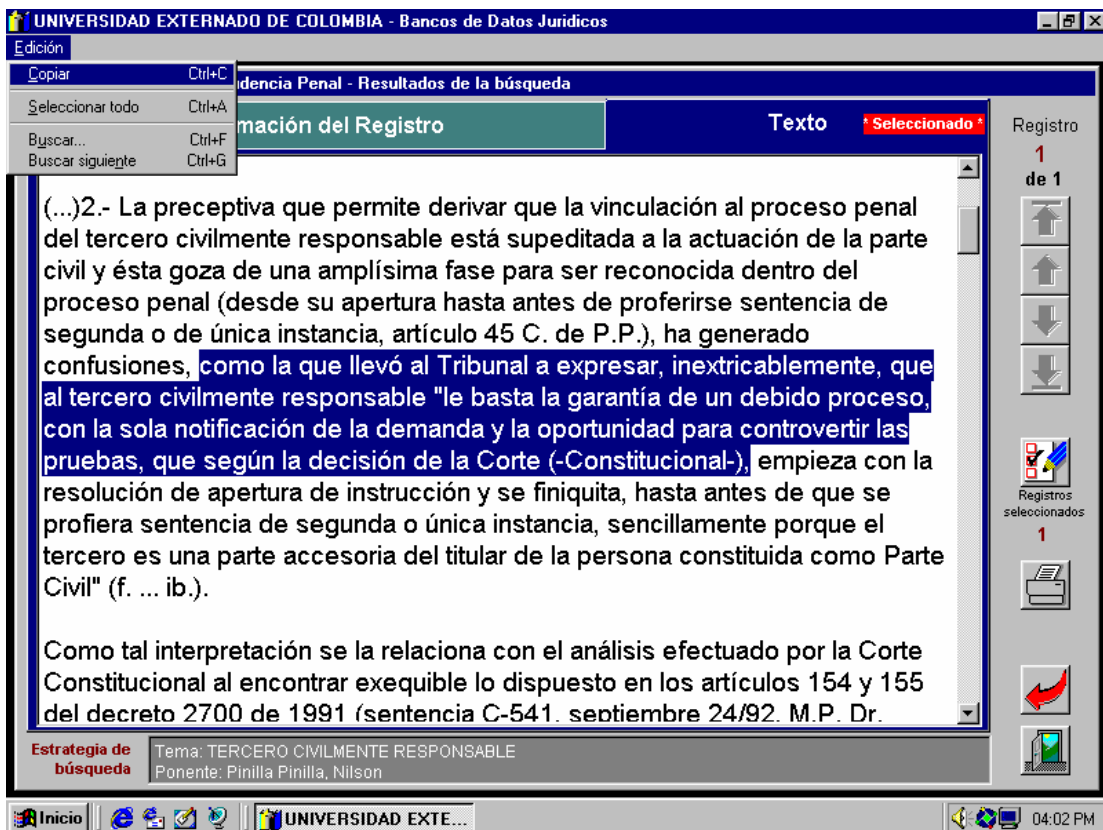 UNIVERSIDAD EXTERNADO DE COLOMBIA - Bancos de Datos Juridicos
Edición
Copiar Ctrl+C
Seleccionar todo Ctrl+A
Buscar... Ctrl+F
Buscar siguiente Ctrl+G
dencia Penal - Resultados de la búsqueda
mación del Registro
Texto
* Seleccionado *
(...)2.- La preceptiva que permite derivar que la vinculación al proceso penal
del tercero civilmente responsable está supeditada a la actuación de la parte
civil y ésta goza de una amplísima fase para ser reconocida dentro del
proceso penal (desde su apertura hasta antes de proferirse sentencia de
segunda o de única instancia, artículo 45 C. de P.P.), ha generado
confusiones, como la que llevó al Tribunal a expresar, inextricablemente, que
al tercero civilmente responsable "le basta la garantía de un debido proceso,
con la sola notificación de la demanda y la oportunidad para controvertir las
pruebas, que según la decisión de la Corte (-Constitucional-), empieza con la
resolución de apertura de instrucción y se finiquita, hasta antes de que se
profiera sentencia de segunda o única instancia, sencillamente porque el
tercero es una parte accesoria del titular de la persona constituida como Parte
Civil" (f. ... ib.).
Como tal interpretación se la relaciona con el análisis efectuado por la Corte
Constitucional al encontrar exequible lo dispuesto en los artículos 154 y 155
del decreto 2700 de 1991 (sentencia C-541, septiembre 24/92, M.P. Dr.
Registro
1
de 1
Registros
seleccionados
1
Estrategia de
búsqueda
Tema: TERCERO CIVILMENTE RESPONSABLE
Ponente: Pinilla Pinilla, Nilson
Inicio
UNIVERSIDAD EXTE...
04:02 PM